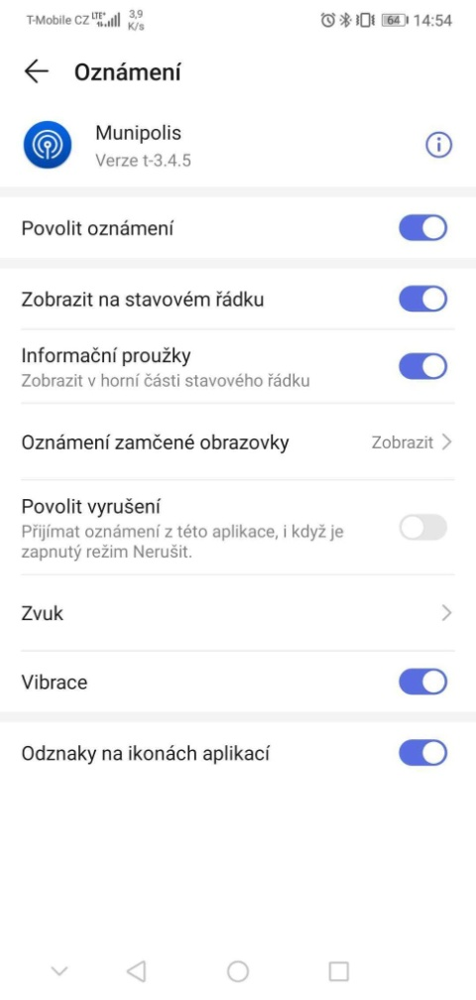 T-Mobile CZ LTE+ 3,9 K/s 64 14:54
Oznámení
Munipolis
Verze t-3.4.5
Povolit oznámení
Zobrazit na stavovém řádku
Informační proužky
Zobrazit v horní části stavového řádku
Oznámení zamčené obrazovky Zobrazit
Povolit vyrušení
Přijímat oznámení z této aplikace, i když je
zapnutý režim Nerušit.
Zvuk
Vibrace
Odznaky na ikonách aplikací